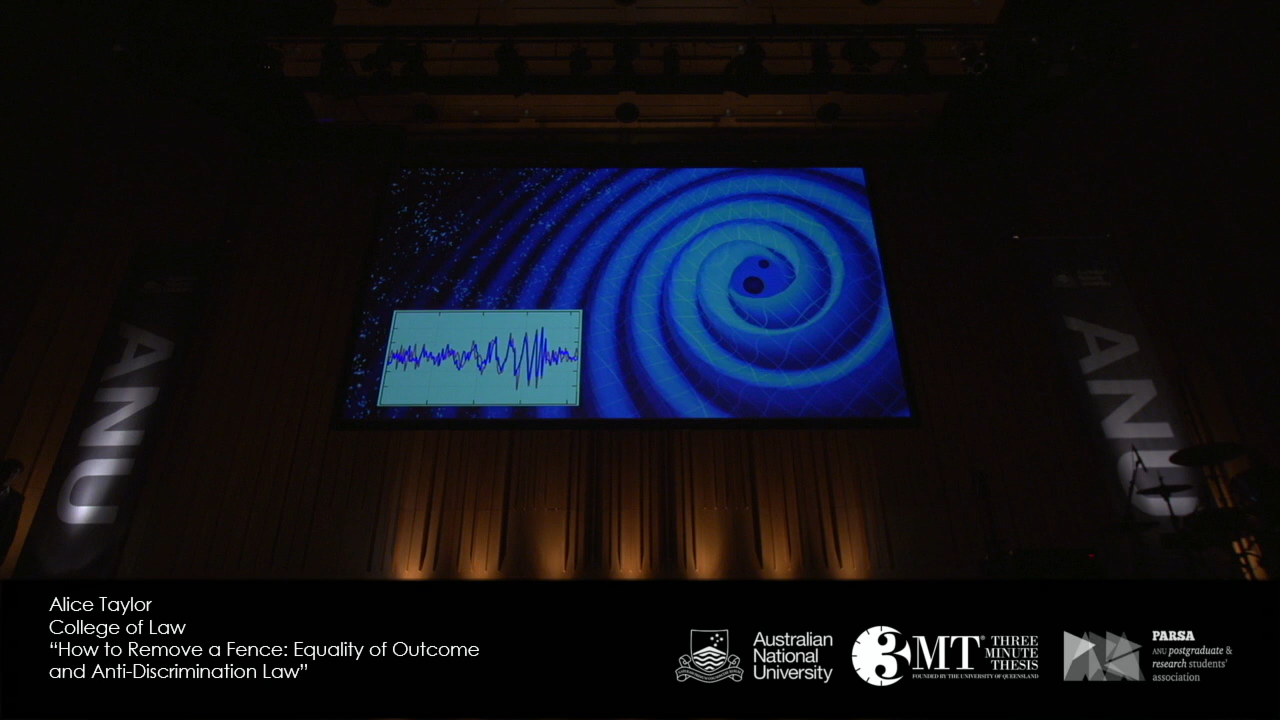 ANU
ANU
Alice Taylor
College of Law
“How to Remove a Fence: Equality of Outcome
and Anti-Discrimination Law”
Australian
National
University
3MT® THREE
MINUTE
THESIS
FOUNDED BY THE UNIVERSITY OF QUEENSLAND
PARSA
ANU postgraduate &
research students'
association